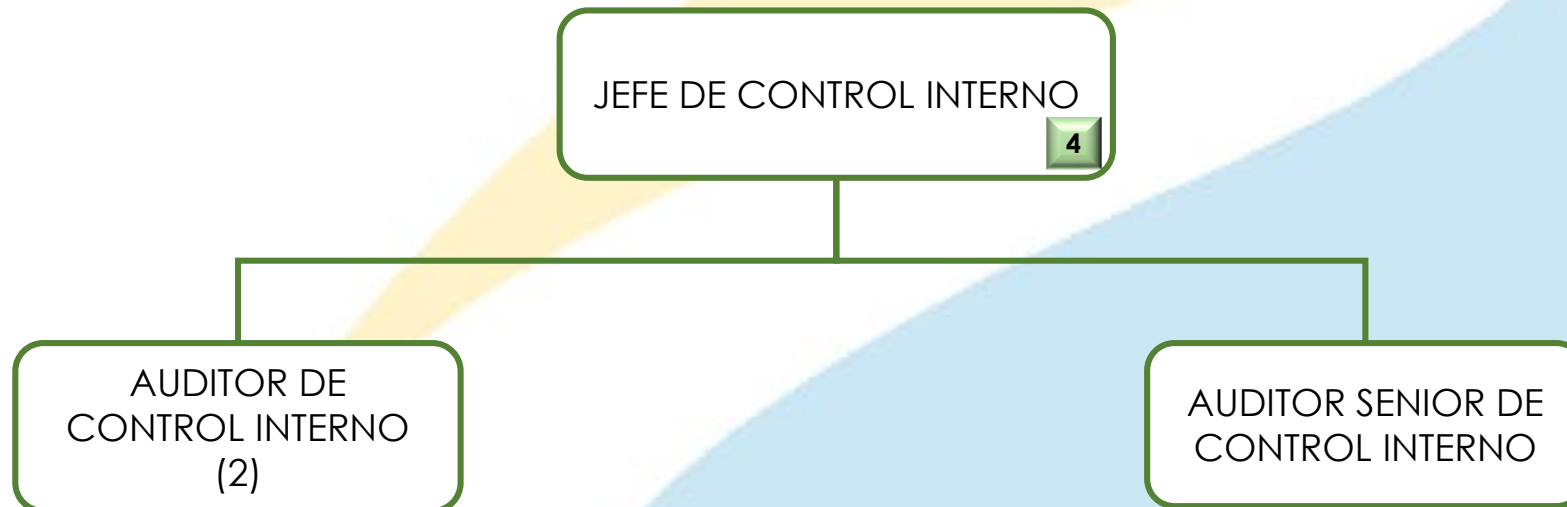 JEFE DE CONTROL INTERNO
4
AUDITOR DE
CONTROL INTERNO
(2)
AUDITOR SENIOR DE
CONTROL INTERNO